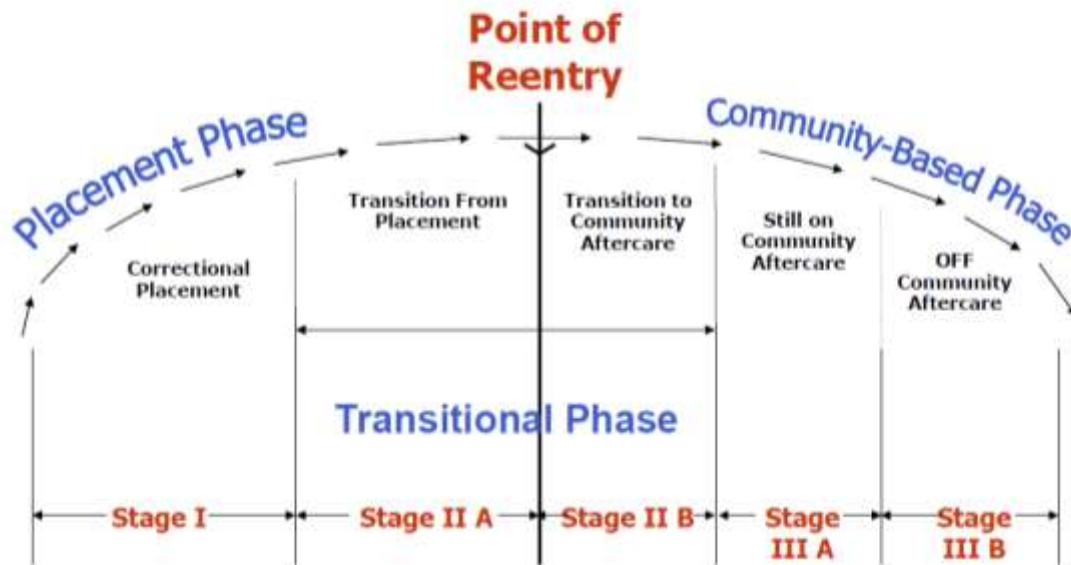 Point of
Reentry
Placement Phase
Community-Based Phase
Transition From
Placement
Transition to
Community
Aftercare
Still on
Community
Aftercare
Correctional
Placement
OFF
Community
Aftercare
Transitional Phase
Stage I
Stage II A
Stage II B
Stage
III A
Stage
III B